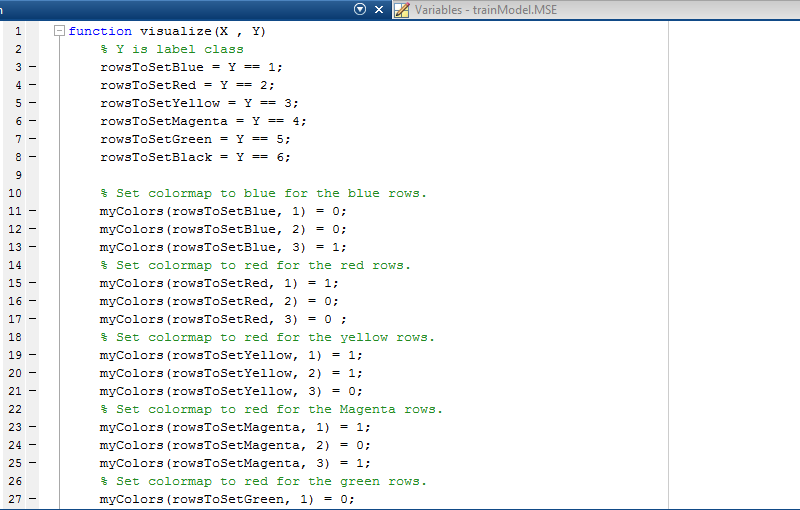 Variables - trainModel.MSE
1 function visualize(X , Y)
2 % Y is label class
3 rowsToSetBlue = Y == 1;
4 rowsToSetRed = Y == 2;
5 rowsToSetYellow = Y == 3;
6 rowsToSetMagenta = Y == 4;
7 rowsToSetGreen = Y == 5;
8 rowsToSetBlack = Y == 6;
9
10 % Set colormap to blue for the blue rows.
11 myColors(rowsToSetBlue, 1) = 0;
12 myColors(rowsToSetBlue, 2) = 0;
13 myColors(rowsToSetBlue, 3) = 1;
14 % Set colormap to red for the red rows.
15 myColors(rowsToSetRed, 1) = 1;
16 myColors(rowsToSetRed, 2) = 0;
17 myColors(rowsToSetRed, 3) = 0 ;
18 % Set colormap to red for the yellow rows.
19 myColors(rowsToSetYellow, 1) = 1;
20 myColors(rowsToSetYellow, 2) = 1;
21 myColors(rowsToSetYellow, 3) = 0;
22 % Set colormap to red for the Magenta rows.
23 myColors(rowsToSetMagenta, 1) = 1;
24 myColors(rowsToSetMagenta, 2) = 0;
25 myColors(rowsToSetMagenta, 3) = 1;
26 % Set colormap to red for the green rows.
27 myColors(rowsToSetGreen, 1) = 0;